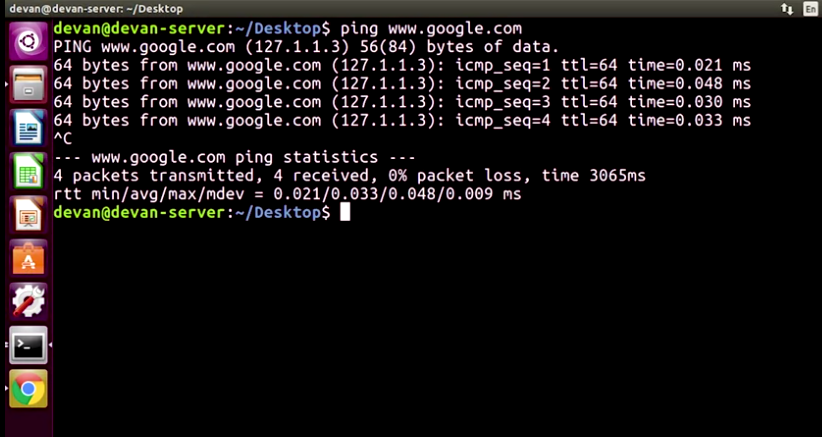 devan@devan-server: ~/Desktop
En
devan@devan-server:~/Desktop$ ping www.google.com
PING www.google.com (127.1.1.3) 56(84) bytes of data.
64 bytes from www.google.com (127.1.1.3): icmp_seq=1 ttl=64 time=0.021 ms
64 bytes from www.google.com (127.1.1.3): icmp_seq=2 ttl=64 time=0.048 ms
64 bytes from www.google.com (127.1.1.3): icmp_seq=3 ttl=64 time=0.030 ms
64 bytes from www.google.com (127.1.1.3): icmp_seq=4 ttl=64 time=0.033 ms
^C
--- www.google.com ping statistics ---
4 packets transmitted, 4 received, 0% packet loss, time 3065ms
rtt min/avg/max/mdev = 0.021/0.033/0.048/0.009 ms
devan@devan-server:~/Desktop$